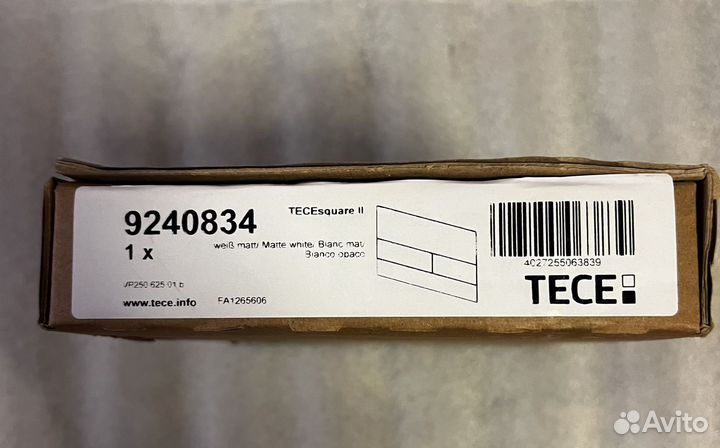 9240834
1 x
TECEsquare II
weiß matt/ Matte white/ Blanc mat/
Bianco opaco
VP250 625 01 b
www.tece.info
FA1265606
4027255063839
TECE
Avito